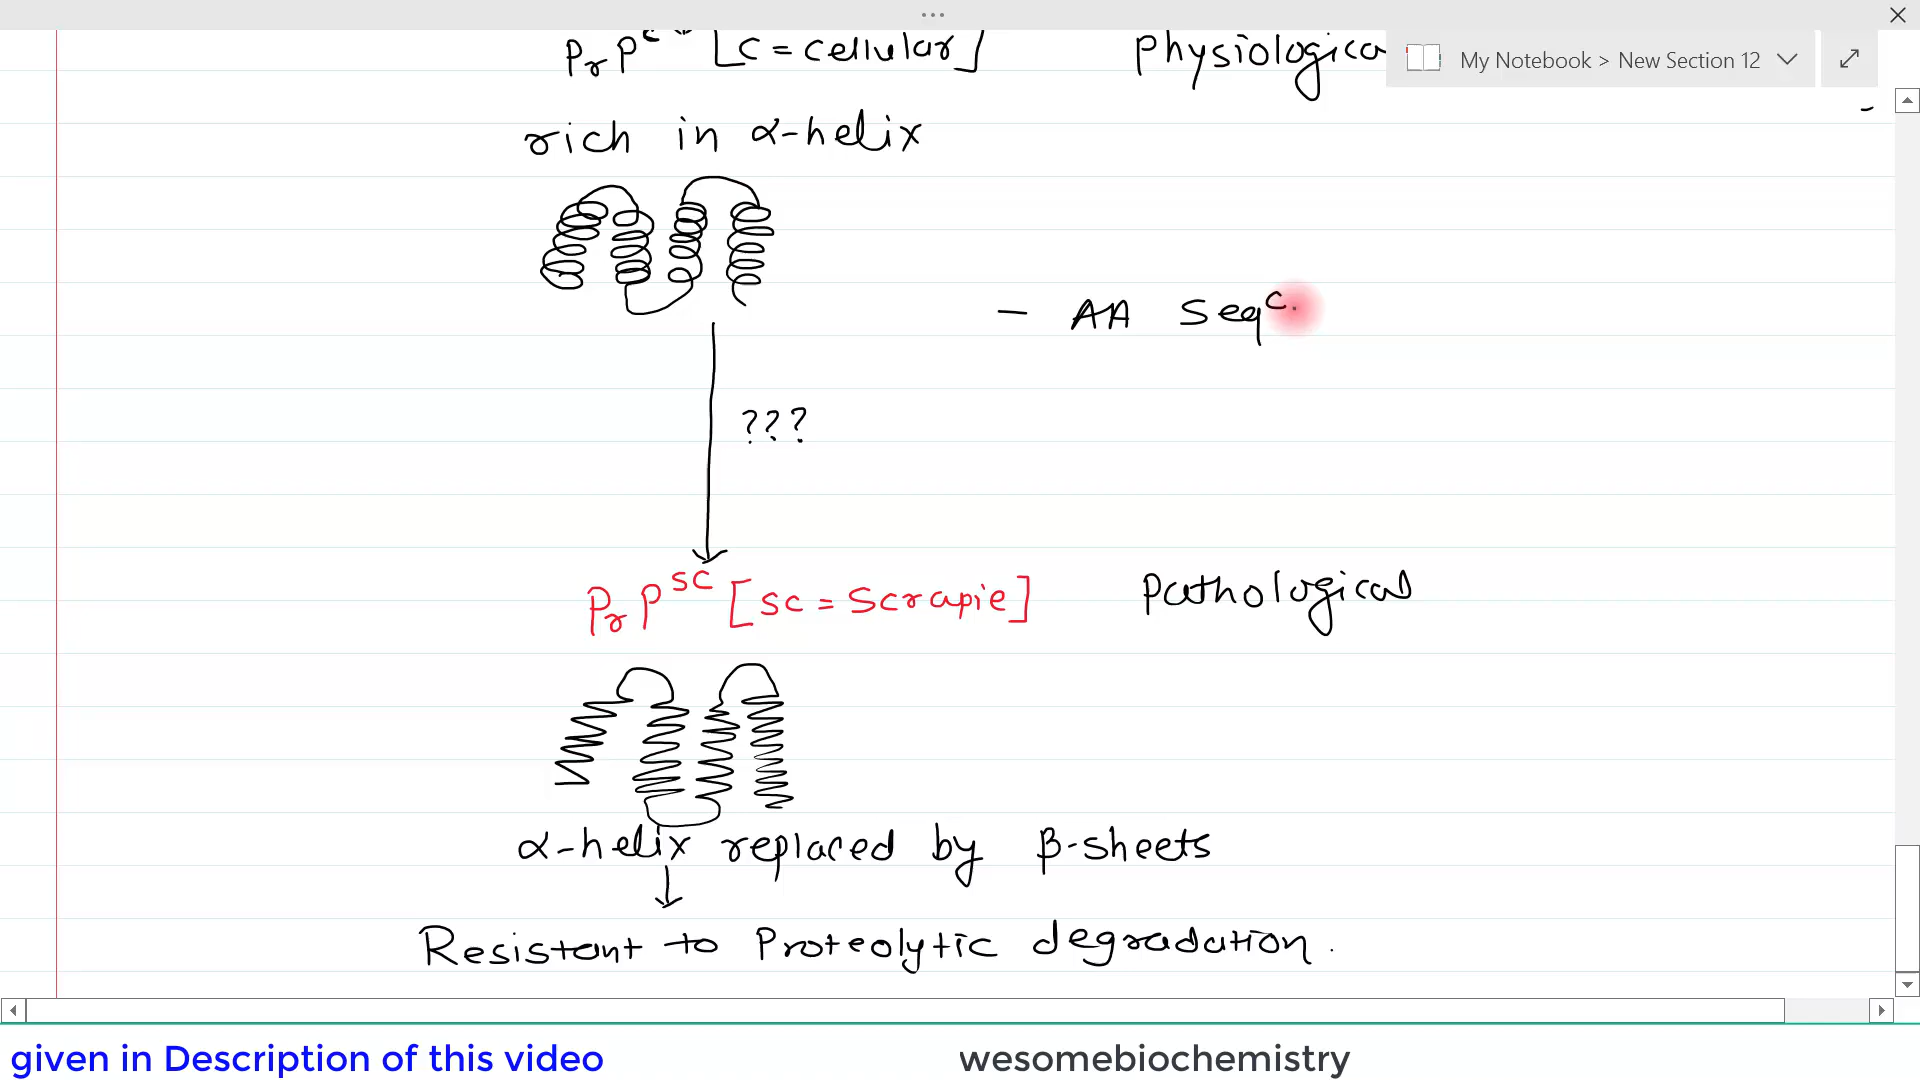 PrP^c [C = cellular] Physiological
My Notebook > New Section 12
rich in α-helix
- AA Seq^c.
???
PrP^sc [sc = Scrapie] Pathological
α-helix replaced by β-sheets
Resistant to Proteolytic degradation.
given in Description of this video wesomebiochemistry